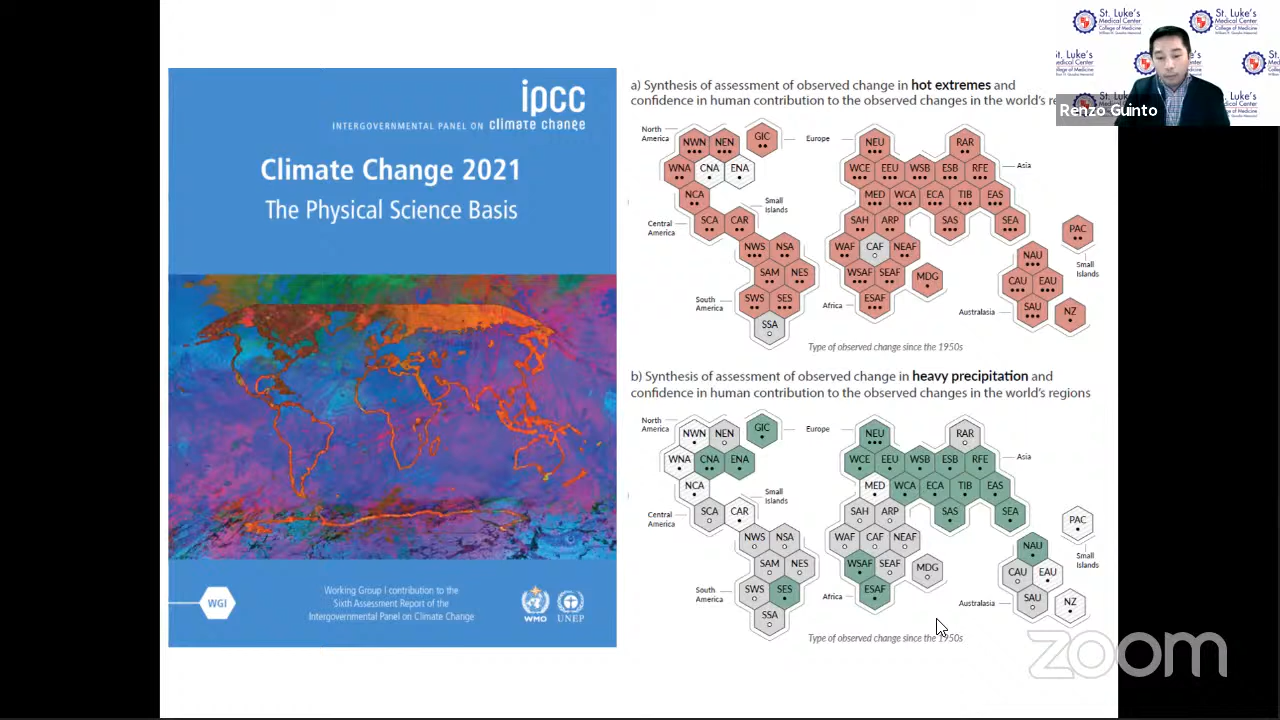 ipcc
INTERGOVERNMENTAL PANEL ON climate change
Climate Change 2021
The Physical Science Basis
WGI
Working Group I contribution to the
Sixth Assessment Report of the
Intergovernmental Panel on Climate Change
WMO
UNEP
a) Synthesis of assessment of observed change in hot extremes and
confidence in human contribution to the observed changes in the world's re
North
America
NWN NEN GIC
Europe
NEU
RAR
WNA CNA ENA
WCE EEU WSB ESB RFE
Asia
NCA
MED WCA ECA TIB EAS
Small
Islands
Central
America
SCA CAR
SAH ARP SAS SEA
PAC
Small
Islands
NWS NSA
WAF CAF NEAF
NAU
SAM NES
WSAF SEAF MDG
CAU EAU
South
America
SWS SES
Africa
ESAF
Australasia
SAU NZ
SSA
Type of observed change since the 1950s
b) Synthesis of assessment of observed change in heavy precipitation and
confidence in human contribution to the observed changes in the world's regions
North
America
NWN NEN GIC
Europe
NEU
RAR
WNA CNA ENA
WCE EEU WSB ESB RFE
Asia
NCA
MED WCA ECA TIB EAS
Small
Islands
Central
America
SCA CAR
SAH ARP SAS SEA
PAC
Small
Islands
NWS NSA
WAF CAF NEAF
NAU
SAM NES
WSAF SEAF MDG
CAU EAU
South
America
SWS SES
Africa
ESAF
Australasia
SAU NZ
SSA
Type of observed change since the 1950s
St. Luke's
Medical Center
College of Medicine
St. Luke's
Medical Center
College of Medicine
Renzo Guinto
zoom